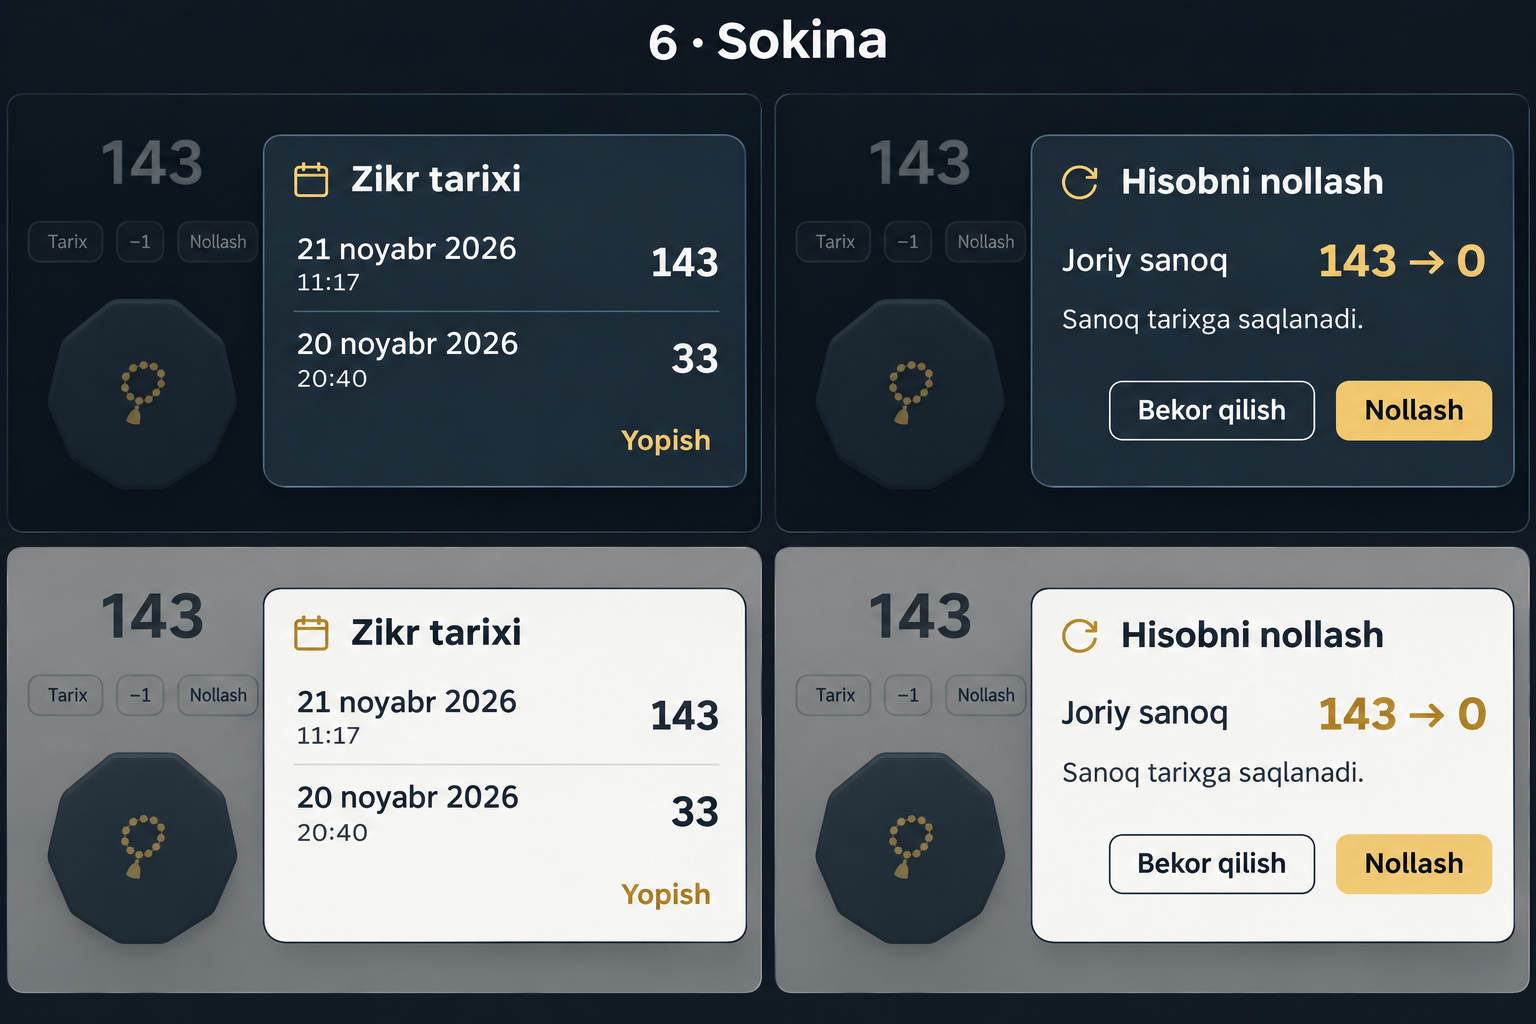 6 · Sokina
143
Tarix
−1
Nollash
Zikr tarixi
21 noyabr 2026
11:17
143
20 noyabr 2026
20:40
33
Yopish
143
Tarix
−1
Nollash
Hisobni nollash
Joriy sanoq
143 → 0
Sanoq tarixga saqlanadi.
Bekor qilish
Nollash
143
Tarix
−1
Nollash
Zikr tarixi
21 noyabr 2026
11:17
143
20 noyabr 2026
20:40
33
Yopish
143
Tarix
−1
Nollash
Hisobni nollash
Joriy sanoq
143 → 0
Sanoq tarixga saqlanadi.
Bekor qilish
Nollash